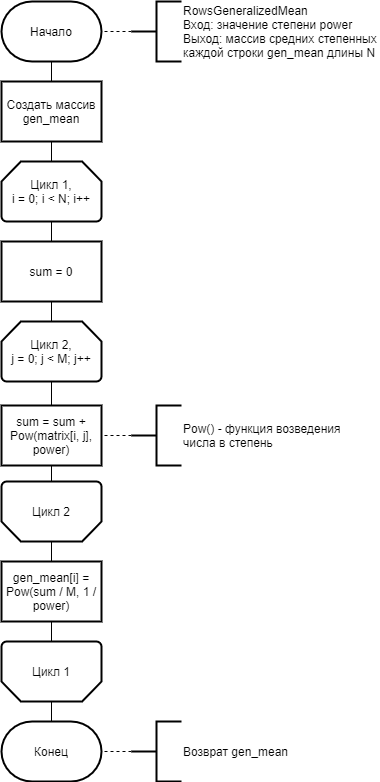 Начало
RowsGeneralizedMean
Вход: значение степени power
Выход: массив средних степенных
каждой строки gen_mean длины N
Создать массив
gen_mean
Цикл 1,
i = 0; i < N; i++
sum = 0
Цикл 2,
j = 0; j < M; j++
sum = sum +
Pow(matrix[i, j],
power)
Pow() - функция возведения
числа в степень
Цикл 2
gen_mean[i] =
Pow(sum / M, 1 /
power)
Цикл 1
Конец
Возврат gen_mean